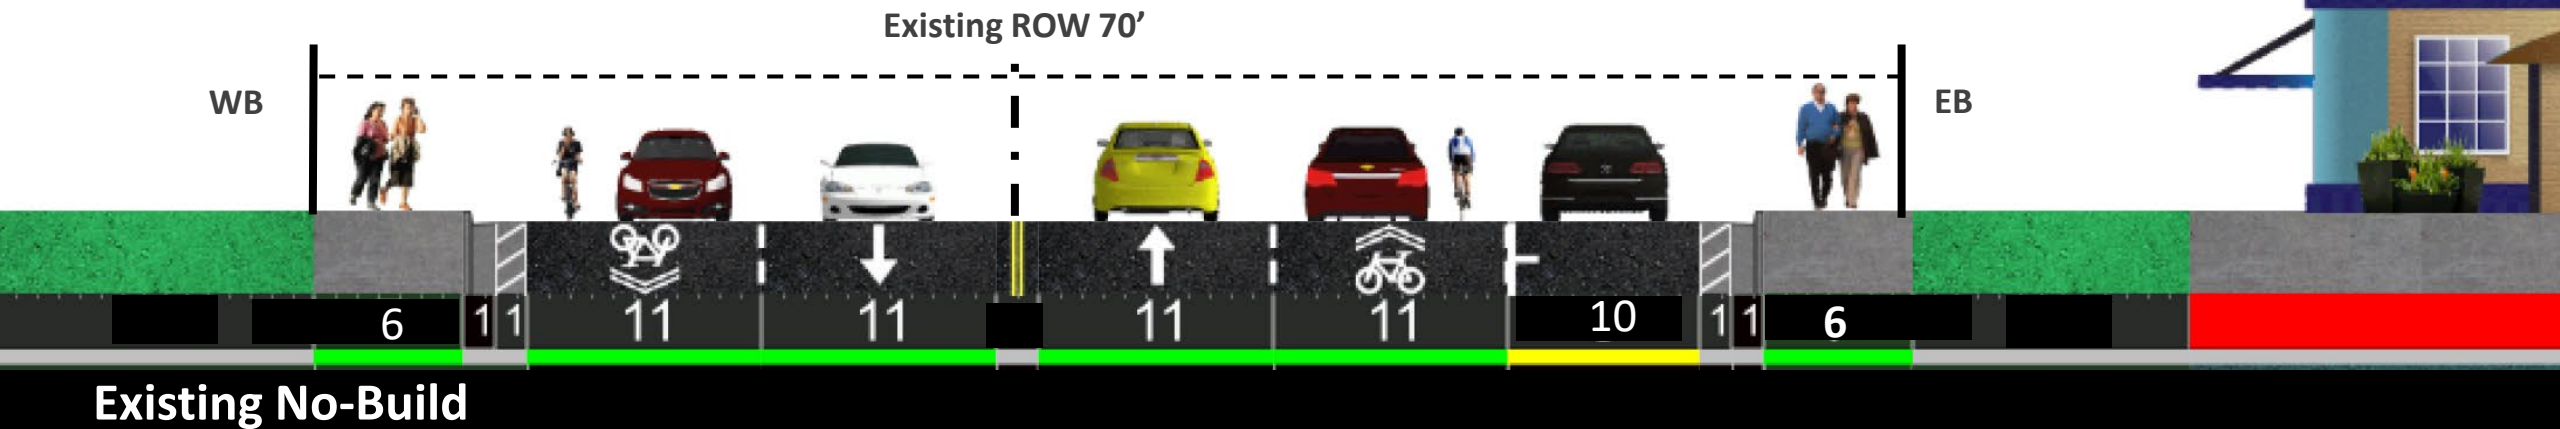 Existing ROW 70’
WB
EB
6 1 1 11 11 11 11 10 1 1 6
Existing No-Build